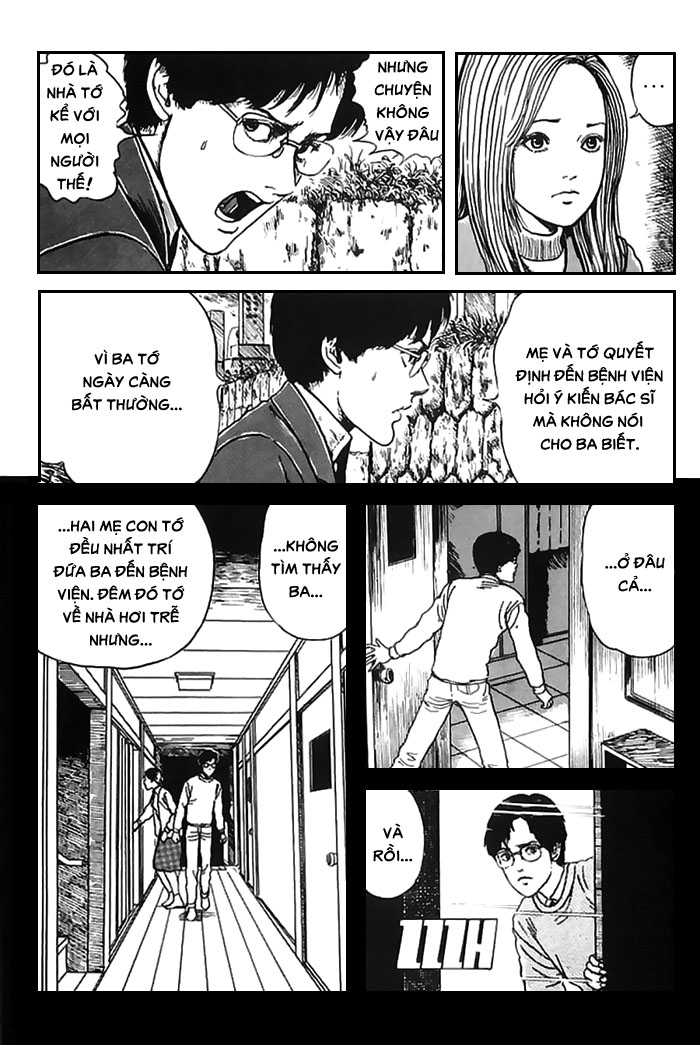 ĐÓ LÀ
NHÀ TỚ
KỂ VỚI
MỌI
NGƯỜI
THẾ!
NHƯNG
CHUYỆN
KHÔNG
VẬY ĐÂU
...
VÌ BA TỚ
NGÀY CÀNG
BẤT THƯỜNG...
MẸ VÀ TỚ QUYẾT
ĐỊNH ĐẾN BỆNH VIỆN
HỎI Ý KIẾN BÁC SĨ
MÀ KHÔNG NÓI
CHO BA BIẾT.
...HAI MẸ CON TỚ
ĐỀU NHẤT TRÍ
ĐỨA BA ĐẾN BỆNH
VIỆN. ĐÊM ĐÓ TỚ
VỀ NHÀ HƠI TRỄ
NHƯNG...
...KHÔNG
TÌM THẤY
BA...
...Ở ĐÂU
CẢ...
VÀ
RỒI...
ZZZH